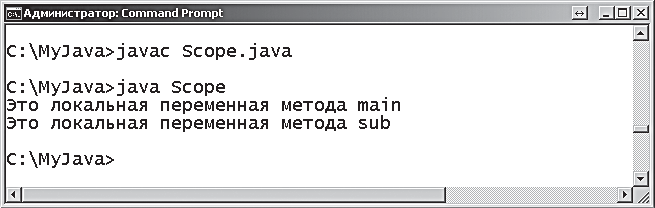 Администратор: Command Prompt
C:\MyJava>javac Scope.java
C:\MyJava>java Scope
Это локальная переменная метода main
Это локальная переменная метода sub
C:\MyJava>